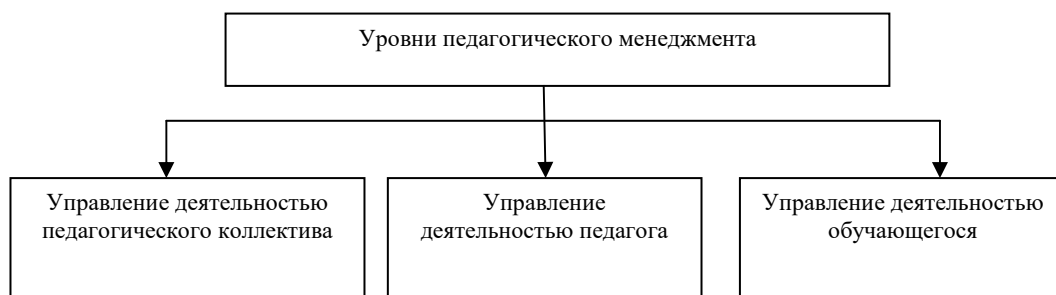 Уровни педагогического менеджмента
Управление деятельностью
педагогического коллектива
Управление
деятельностью педагога
Управление деятельностью
обучающегося